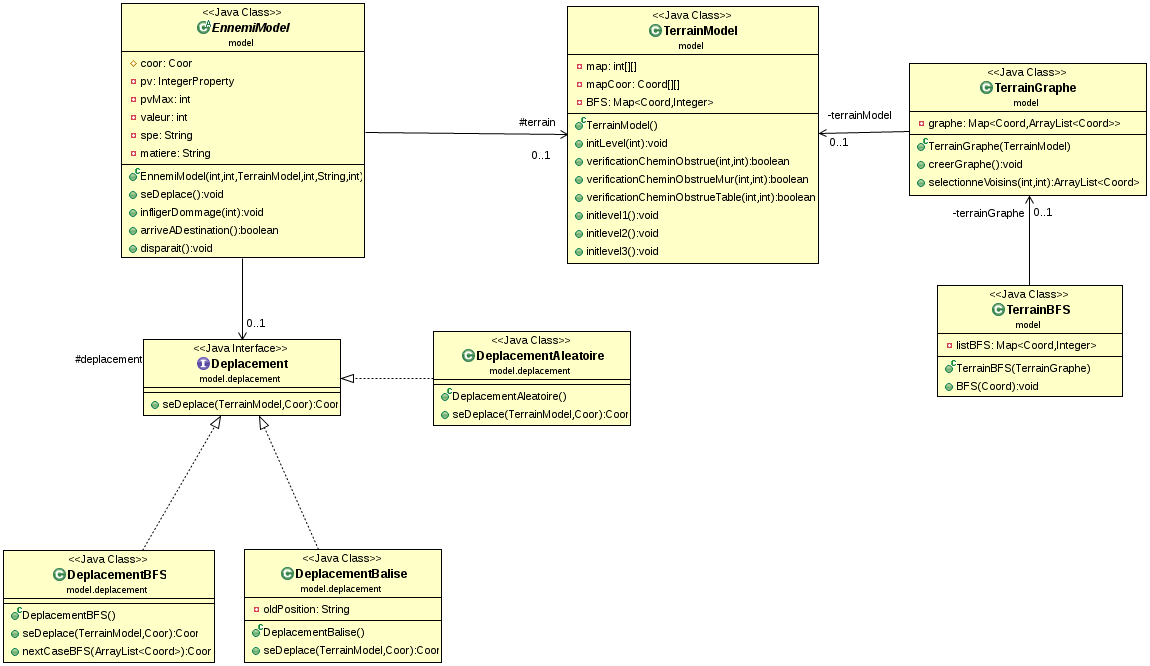 <<Java Class>>
EnnemiModel
model
coor: Coor
pv: IntegerProperty
pvMax: int
valeur: int
spe: String
matiere: String
EnnemiModel(int,int,TerrainModel,int,String,int)
seDeplace():void
infligerDommage(int):void
arriveADestination():boolean
disparait():void
#terrain
0..1
<<Java Class>>
TerrainModel
model
map: int[][]
mapCoor: Coord[][]
BFS: Map<Coord,Integer>
TerrainModel()
initLevel(int):void
verificationCheminObstrue(int,int):boolean
verificationCheminObstrueMur(int,int):boolean
verificationCheminObstrueTable(int,int):boolean
initlevel1():void
initlevel2():void
initlevel3():void
-terrainModel
0..1
<<Java Class>>
TerrainGraphe
model
graphe: Map<Coord,ArrayList<Coord>>
TerrainGraphe(TerrainModel)
creerGraphe():void
selectionneVoisins(int,int):ArrayList<Coord>
-terrainGraphe
0..1
<<Java Class>>
TerrainBFS
model
listBFS: Map<Coord,Integer>
TerrainBFS(TerrainGraphe)
BFS(Coord):void
0..1
#deplacement
<<Java Interface>>
Deplacement
model.deplacement
seDeplace(TerrainModel,Coor):Coor
<<Java Class>>
DeplacementAleatoire
model.deplacement
DeplacementAleatoire()
seDeplace(TerrainModel,Coor):Coor
<<Java Class>>
DeplacementBFS
model.deplacement
DeplacementBFS()
seDeplace(TerrainModel,Coor):Coor
nextCaseBFS(ArrayList<Coord>):Coor
<<Java Class>>
DeplacementBalise
model.deplacement
oldPosition: String
DeplacementBalise()
seDeplace(TerrainModel,Coor):Coor